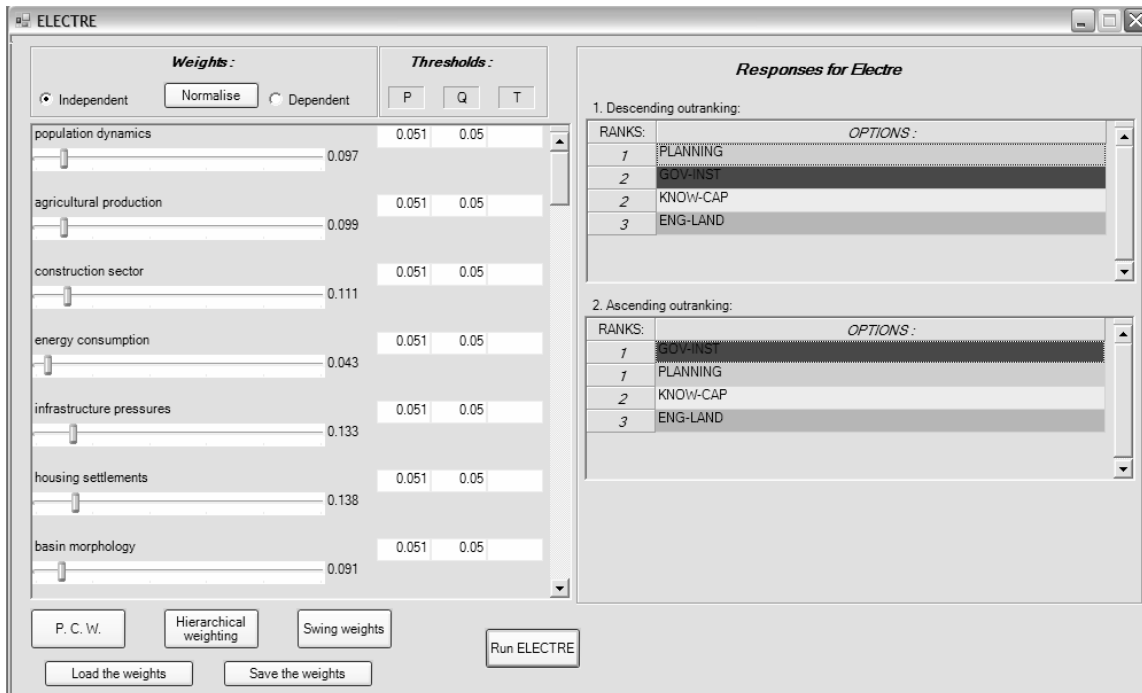 ELECTRE
Weights :
Independent
Normalise
Dependent
Thresholds :
P Q T
population dynamics
0.097
0.051 0.05
agricultural production
0.099
0.051 0.05
construction sector
0.111
0.051 0.05
energy consumption
0.043
0.051 0.05
infrastructure pressures
0.133
0.051 0.05
housing settlements
0.138
0.051 0.05
basin morphology
0.091
0.051 0.05
P. C. W.
Hierarchical
weighting
Swing weights
Load the weights
Save the weights
Run ELECTRE
Responses for Electre
1. Descending outranking:
RANKS: OPTIONS :
1 PLANNING
2 GOV-INST
2 KNOW-CAP
3 ENG-LAND
2. Ascending outranking:
RANKS: OPTIONS :
1 GOV-INST
1 PLANNING
2 KNOW-CAP
3 ENG-LAND